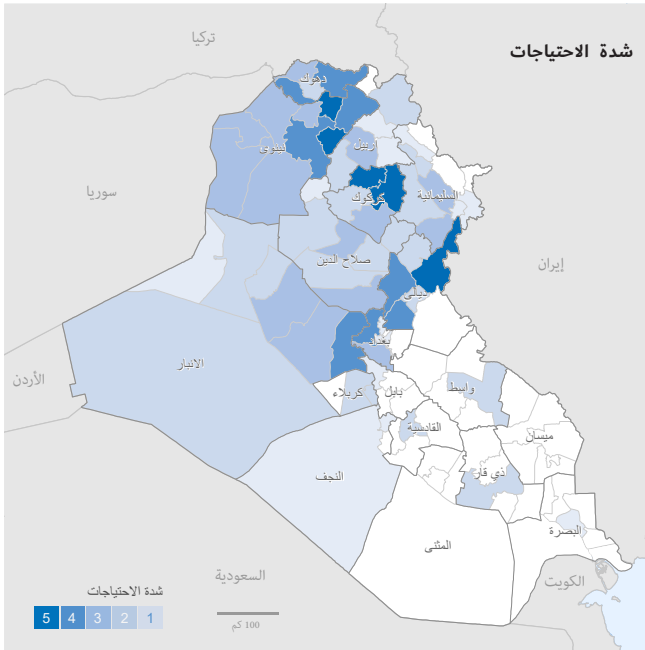 شدة الاحتياجات
تركيا
دهوك
نينوى
اربيل
السليمانية
كركوك
سوريا
صلاح الدين
إيران
ديالى
بغداد
الانبار
الأردن
كربلاء
بابل
واسط
القادسية
ميسان
ذي قار
النجف
البصرة
المثنى
السعودية
الكويت
شدة الاحتياجات
5 4 3 2 1
100 كم